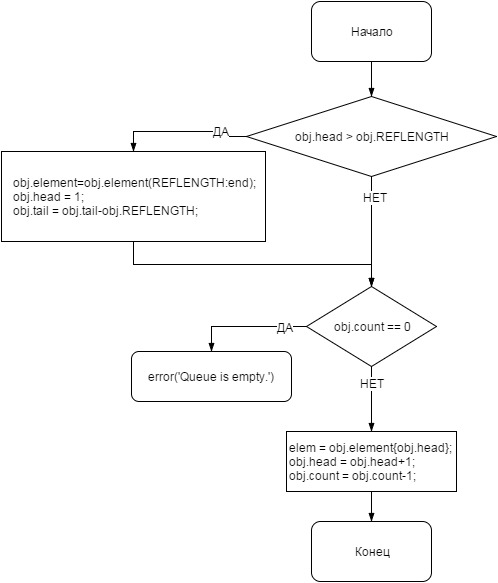 Начало
obj.head > obj.REFLENGTH
ДА
obj.element=obj.element(REFLENGTH:end);
obj.head = 1;
obj.tail = obj.tail-obj.REFLENGTH;
НЕТ
obj.count == 0
ДА
error('Queue is empty.')
НЕТ
elem = obj.element{obj.head};
obj.head = obj.head+1;
obj.count = obj.count-1;
Конец